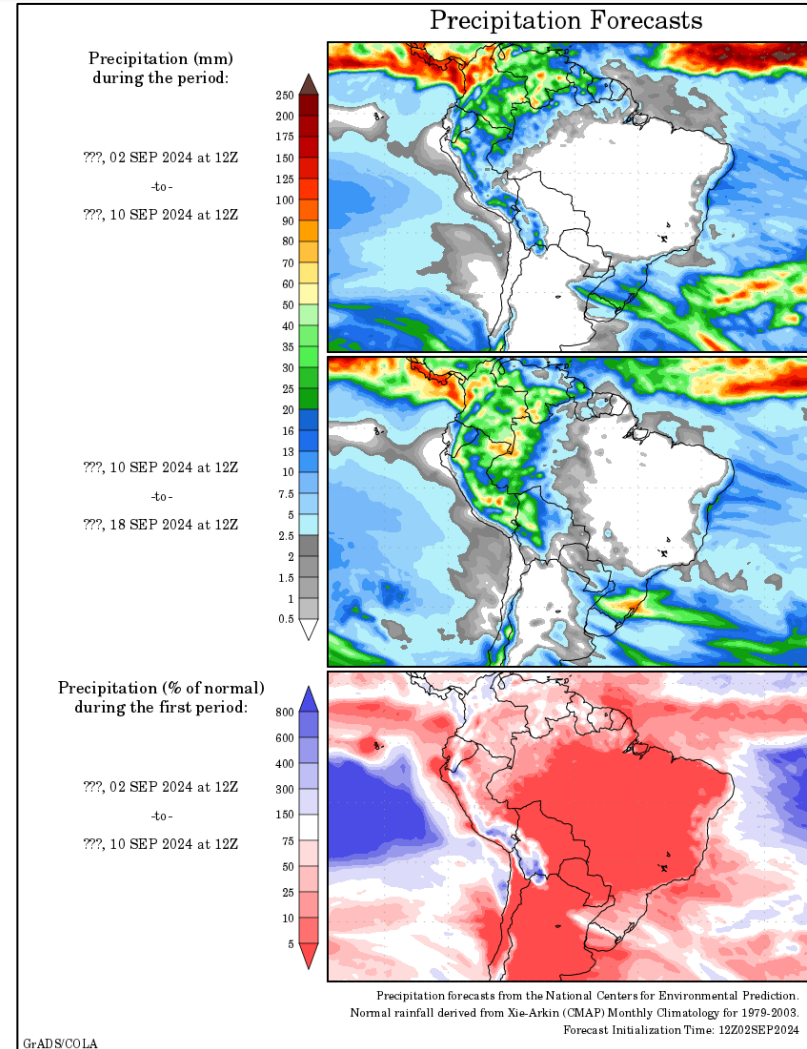 Precipitation Forecasts
Precipitation (mm)
during the period:
???, 02 SEP 2024 at 12Z
-to-
???, 10 SEP 2024 at 12Z
250
200
175
150
125
100
90
80
70
60
50
40
35
30
25
20
16
13
10
7.5
5
2.5
2
1.5
1
0.5
???, 10 SEP 2024 at 12Z
-to-
???, 18 SEP 2024 at 12Z
Precipitation (% of normal)
during the first period:
???, 02 SEP 2024 at 12Z
-to-
???, 10 SEP 2024 at 12Z
800
600
400
300
150
75
50
25
10
5
Precipitation forecasts from the National Centers for Environmental Prediction.
Normal rainfall derived from Xie-Arkin (CMAP) Monthly Climatology for 1979-2003.
Forecast Initialization Time: 12Z02SEP2024
GrADS/COLA